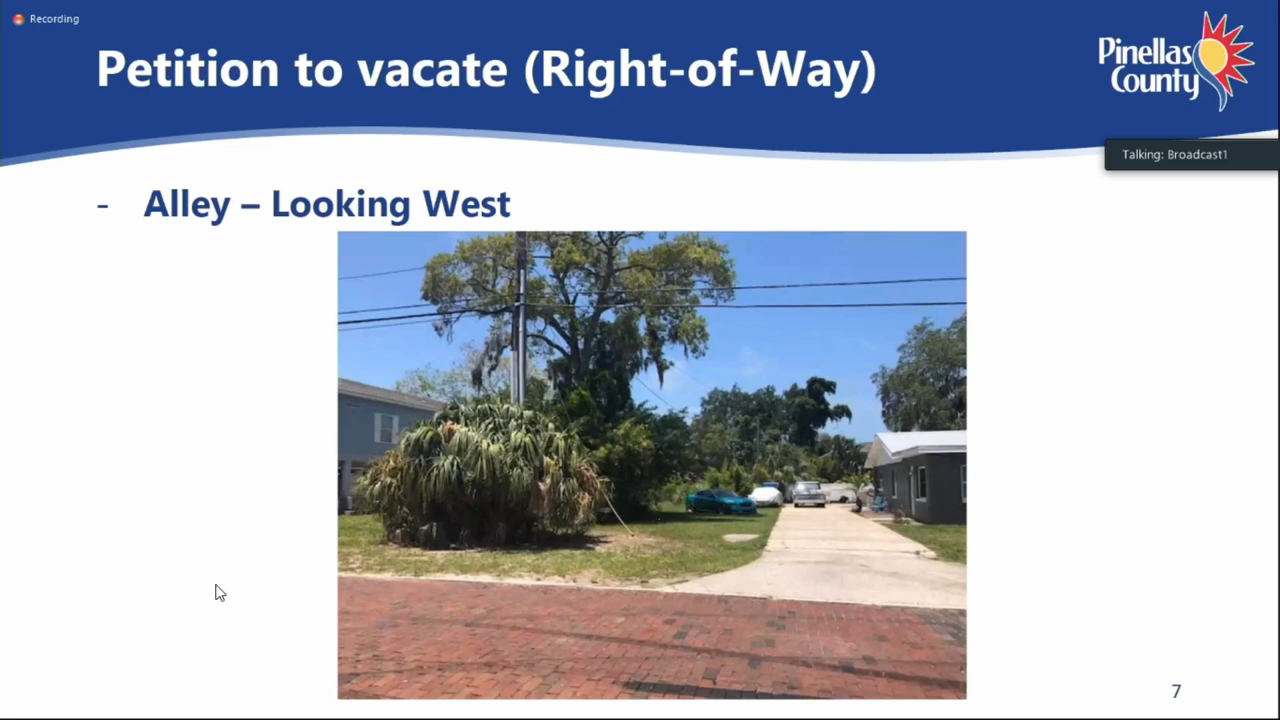 Recording
Petition to vacate (Right-of-Way)
Pinellas
County
Talking: Broadcast1
- Alley – Looking West
7